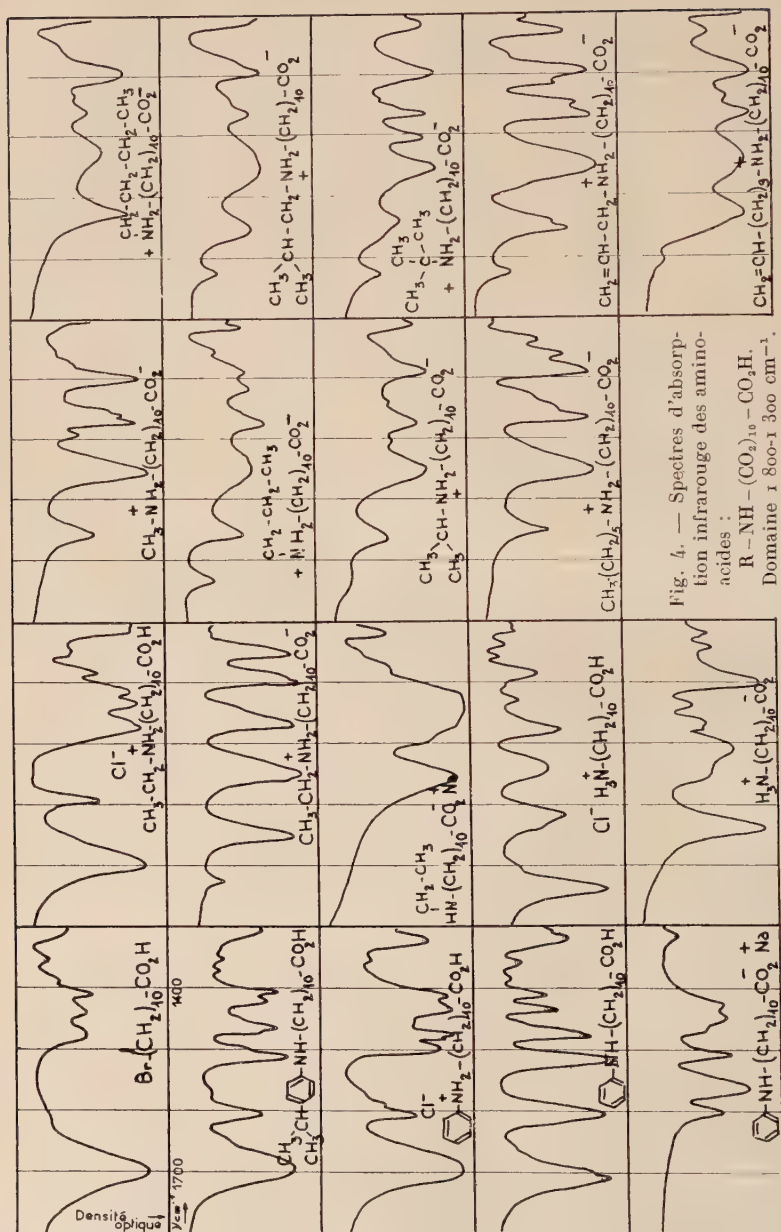 Densité
optique
νcm⁻¹ 1700
1400
Br-(CH₂)₁₀-CO₂H
CH₃
CH₃ CH-NH-(CH₂)₁₀-CO₂H
Cl⁻
NH₂-(CH₂)₁₀-CO₂H
+
NH-(CH₂)₁₀-CO₂H
NH-(CH₂)₁₀-CO₂⁻ Na⁺
Cl⁻
CH₃-CH₂-NH₂⁺-(CH₂)₁₀-CO₂H
CH₃-CH₂-NH₂⁺-(CH₂)₁₀-CO₂⁻
CH₂-CH₃
HN-(CH₂)₁₀-CO₂⁻ Na⁺
Cl⁻ H₃N⁺-(CH₂)₁₀-CO₂H
H₃N⁺-(CH₂)₁₀-CO₂⁻
CH₃-NH₂⁺-(CH₂)₁₀-CO₂⁻
CH₂-CH₂-CH₃
+ NH₂-(CH₂)₁₀-CO₂⁻
CH₃
CH₃ CH-NH₂-(CH₂)₁₀-CO₂⁻
+
CH₃-(CH₂)₅-NH₂⁺-(CH₂)₁₀-CO₂⁻
Fig. 4. — Spectres d'absorp-
tion infrarouge des amino-
acides :
R-NH-(CO₂)₁₀-CO₂H.
Domaine 1 800-1 300 cm⁻¹.
CH₂-CH₂-CH₂-CH₃
+ NH₂-(CH₂)₁₀-CO₂⁻
CH₃
CH₃ CH-CH₂-NH₂-(CH₂)₁₀-CO₂⁻
+
CH₃
CH₃-C-CH₃
+ NH₂-(CH₂)₁₀-CO₂⁻
CH₂=CH-CH₂-NH₂⁺-(CH₂)₁₀-CO₂⁻
CH₂=CH-(CH₂)₉-NH₂⁺-(CH₂)₁₀-CO₂⁻